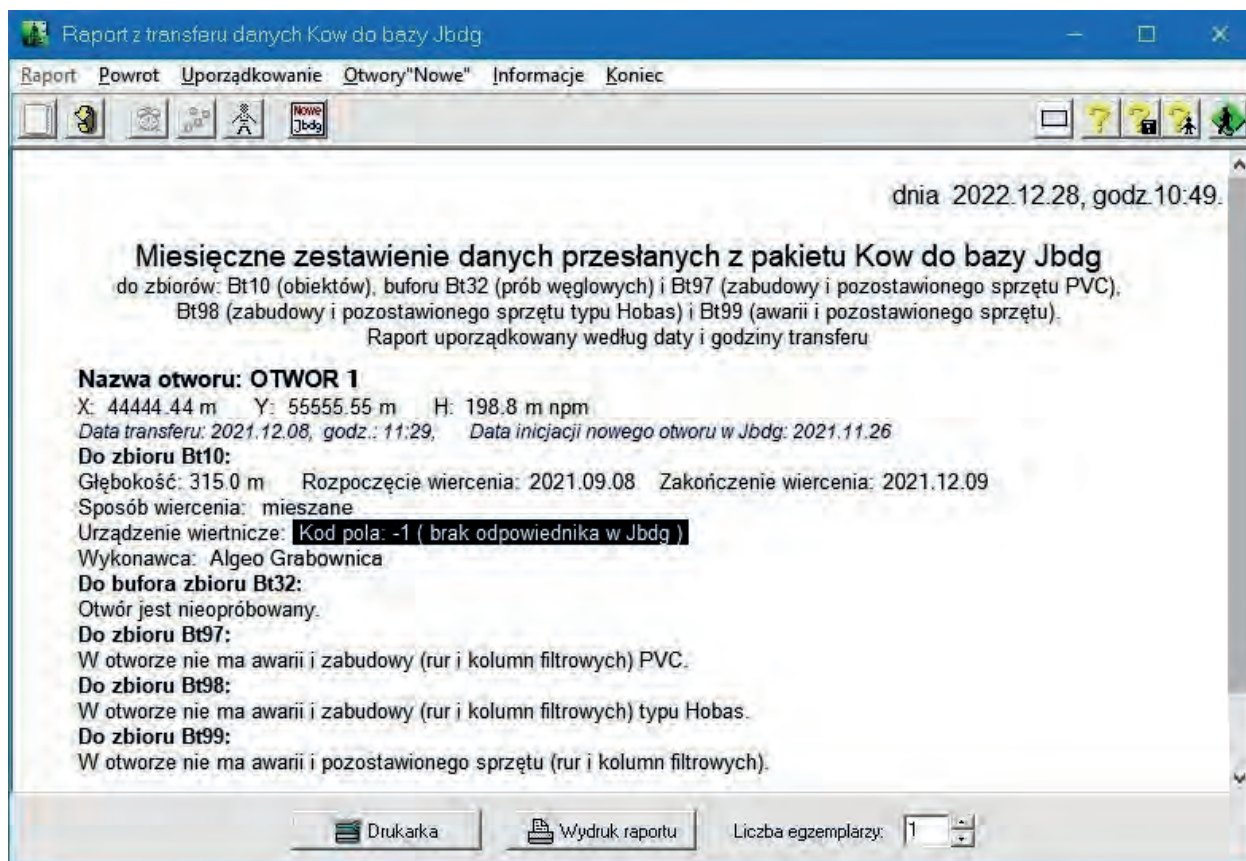 Raport z transferu danych Kow do bazy Jbdg
Raport Powrot Uporządkowanie Otwory"Nowe" Informacje Koniec
Nowe
Jbdg
dnia 2022.12.28, godz.10:49.
Miesięczne zestawienie danych przesłanych z pakietu Kow do bazy Jbdg
do zbiorów: Bt10 (obiektów), buforu Bt32 (prób węglowych) i Bt97 (zabudowy i pozostawionego sprzętu PVC),
Bt98 (zabudowy i pozostawionego sprzętu typu Hobas) i Bt99 (awarii i pozostawionego sprzętu).
Raport uporządkowany według daty i godziny transferu
Nazwa otworu: OTWOR 1
X: 44444.44 m Y: 55555.55 m H: 198.8 m npm
Data transferu: 2021.12.08, godz.: 11:29, Data inicjacji nowego otworu w Jbdg: 2021.11.26
Do zbioru Bt10:
Głębokość: 315.0 m Rozpoczęcie wiercenia: 2021.09.08 Zakończenie wiercenia: 2021.12.09
Sposób wiercenia: mieszane
Urządzenie wiertnicze: Kod pola: -1 ( brak odpowiednika w Jbdg )
Wykonawca: Algeo Grabownica
Do bufora zbioru Bt32:
Otwór jest nieopróbowany.
Do zbioru Bt97:
W otworze nie ma awarii i zabudowy (rur i kolumn filtrowych) PVC.
Do zbioru Bt98:
W otworze nie ma awarii i zabudowy (rur i kolumn filtrowych) typu Hobas.
Do zbioru Bt99:
W otworze nie ma awarii i pozostawionego sprzętu (rur i kolumn filtrowych).
Drukarka Wydruk raportu Liczba egzemplarzy: 1